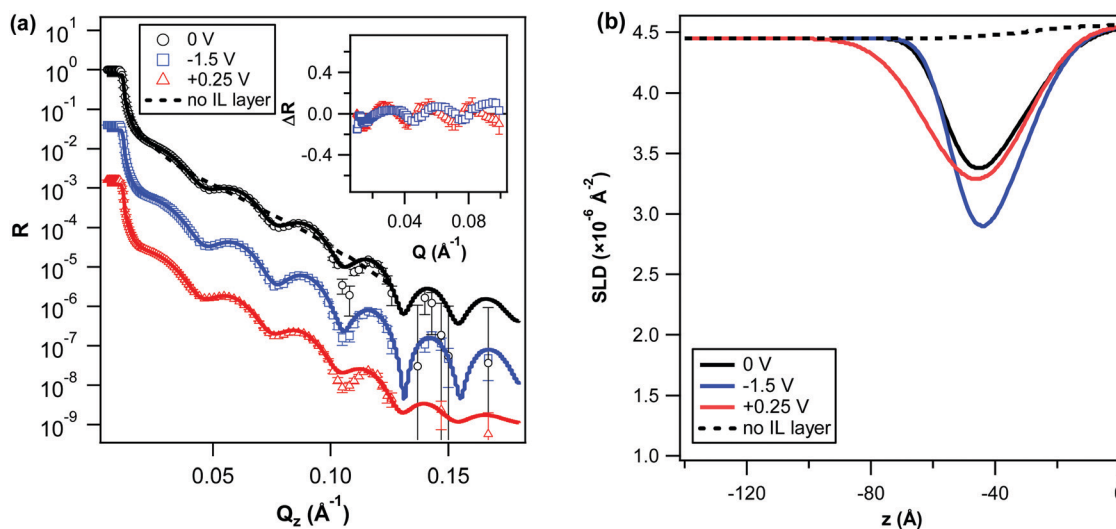 (a)
10^1
10^0
10^-1
10^-2
10^-3
10^-4
10^-5
10^-6
10^-7
10^-8
10^-9
R
0 V
-1.5 V
+0.25 V
no IL layer
0.4
0.0
-0.4
ΔR
0.04 0.08
Q (Å^-1)
0.05 0.10 0.15
Q_z (Å^-1)
(b)
4.5
4.0
3.5
3.0
2.5
2.0
1.5
1.0
SLD (×10^-6 Å^-2)
0 V
-1.5 V
+0.25 V
no IL layer
-120 -80 -40
z (Å)